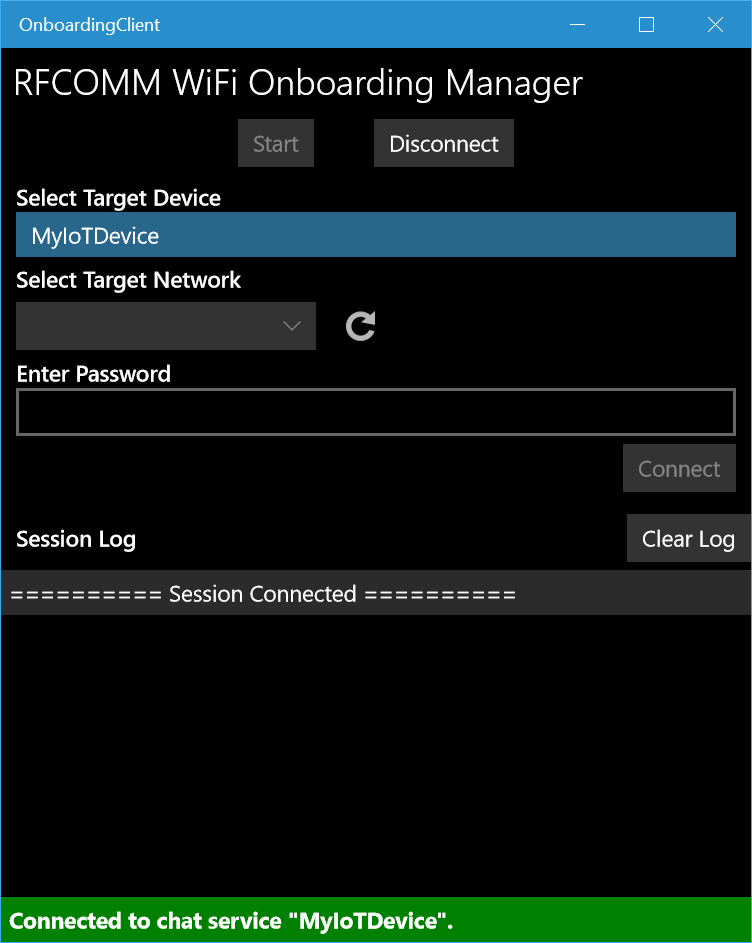 OnboardingClient
RFCOMM WiFi Onboarding Manager
Start Disconnect
Select Target Device
MyIoTDevice
Select Target Network
Enter Password
Connect
Session Log Clear Log
========== Session Connected ==========
Connected to chat service "MyIoTDevice".